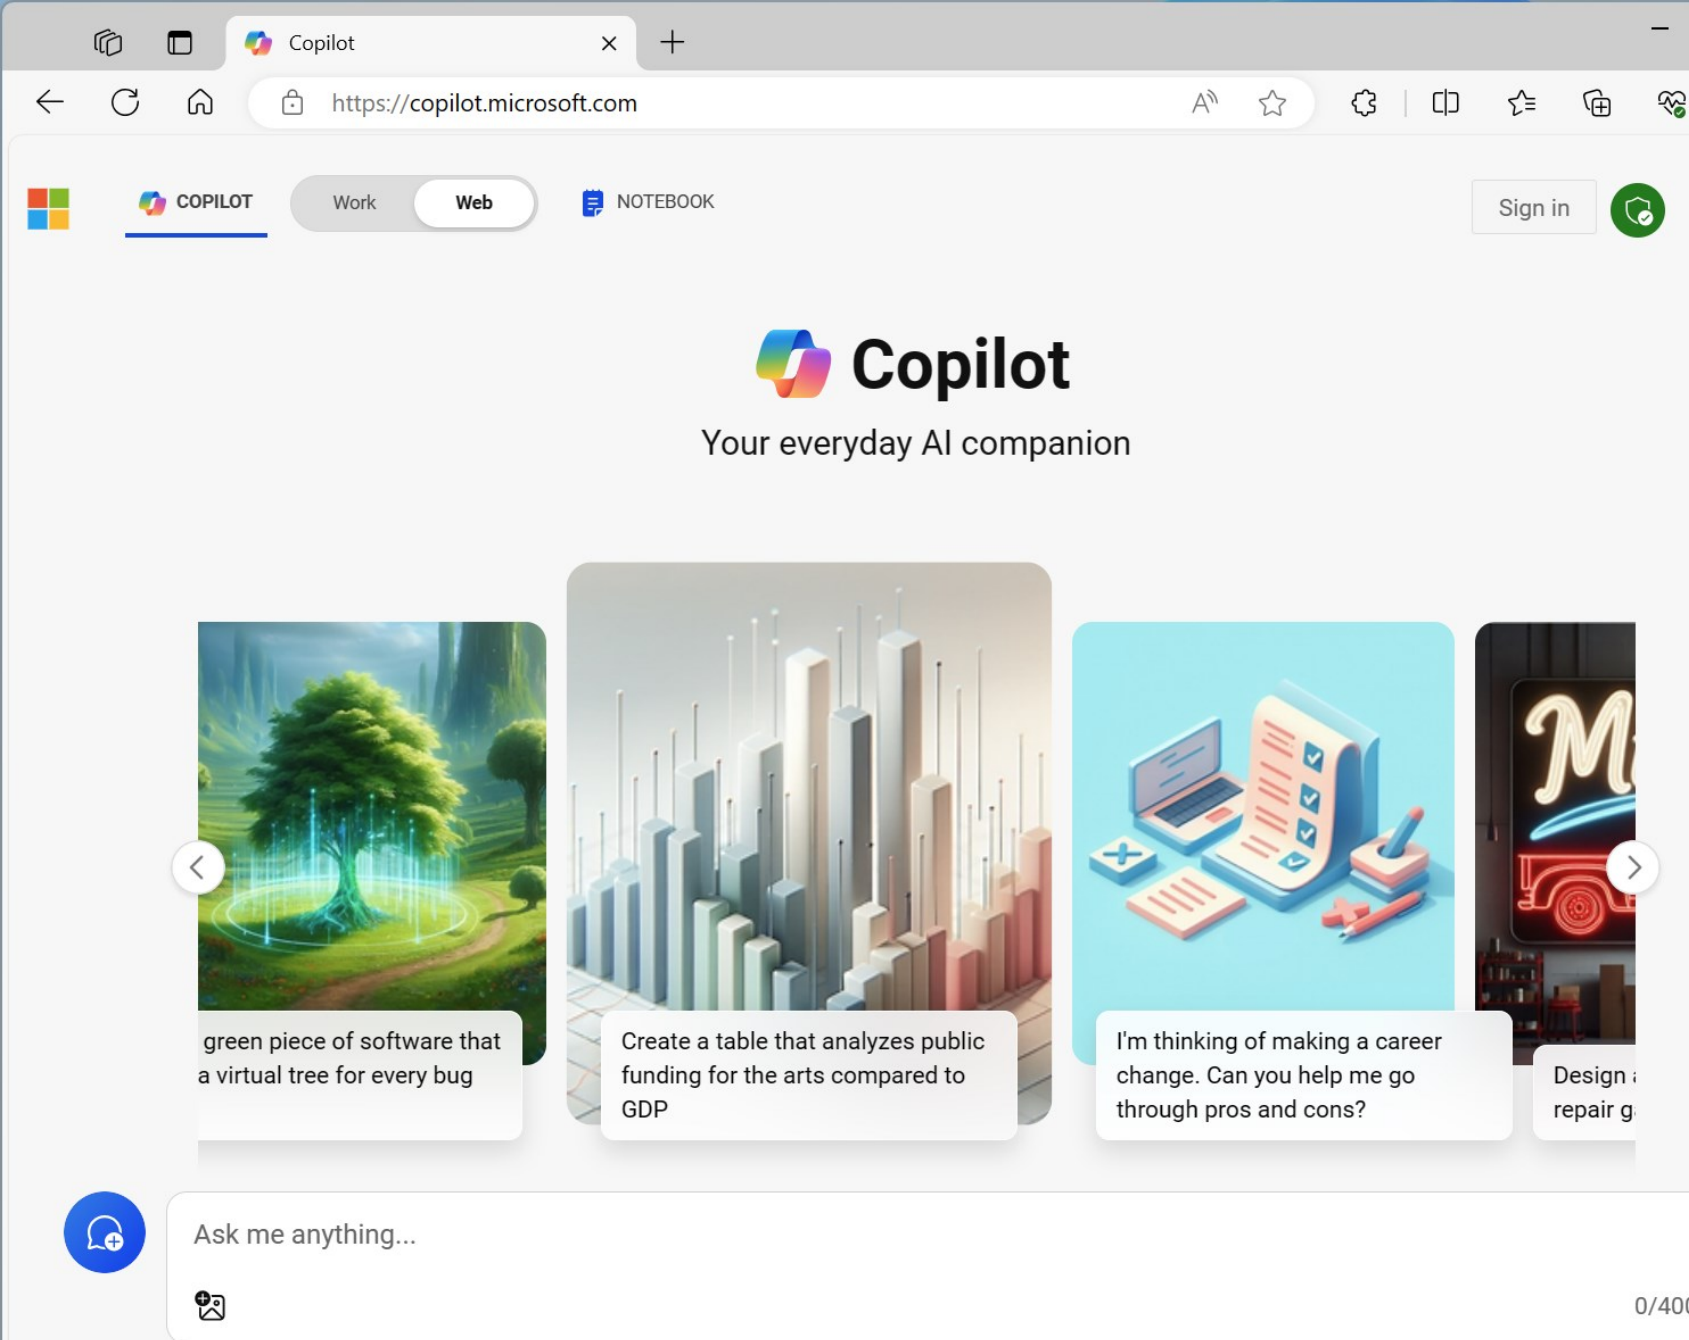 Copilot
https://copilot.microsoft.com
COPILOT
Work
Web
NOTEBOOK
Sign in
Copilot
Your everyday AI companion
green piece of software that
a virtual tree for every bug
Create a table that analyzes public
funding for the arts compared to
GDP
I'm thinking of making a career
change. Can you help me go
through pros and cons?
Design
repair
Ask me anything...